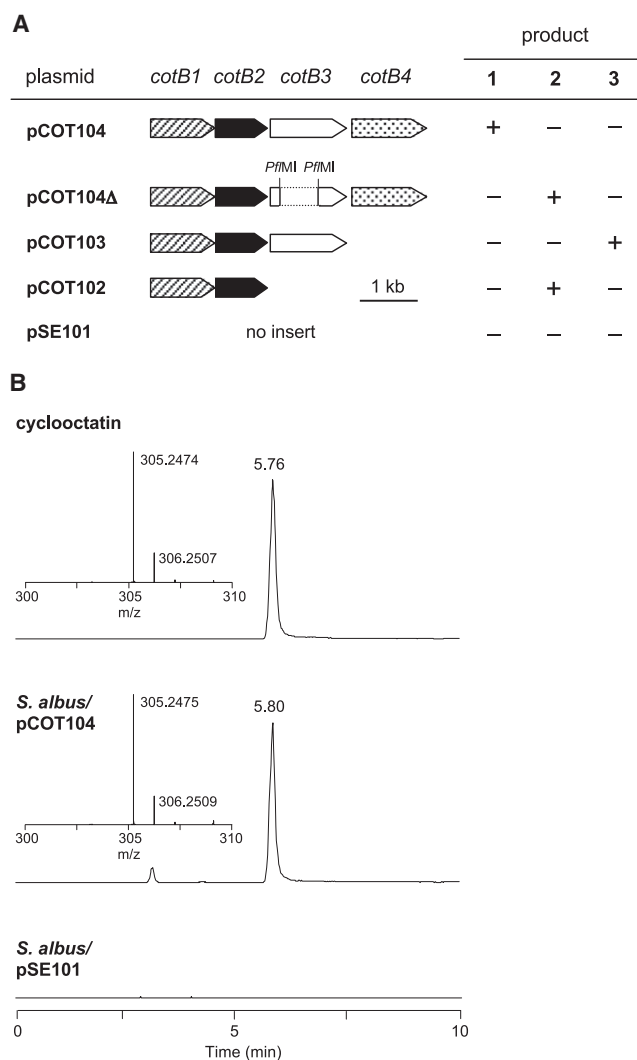 A
product
plasmid cotB1 cotB2 cotB3 cotB4 1 2 3
pCOT104 + – –
PflMI PflMI
pCOT104Δ – + –
pCOT103 – – +
pCOT102 1 kb – + –
pSE101 no insert – – –
B
cyclooctatin
5.76
305.2474
306.2507
300 305 310
m/z
S. albus/
pCOT104
5.80
305.2475
306.2509
300 305 310
m/z
S. albus/
pSE101
0 5 10
Time (min)